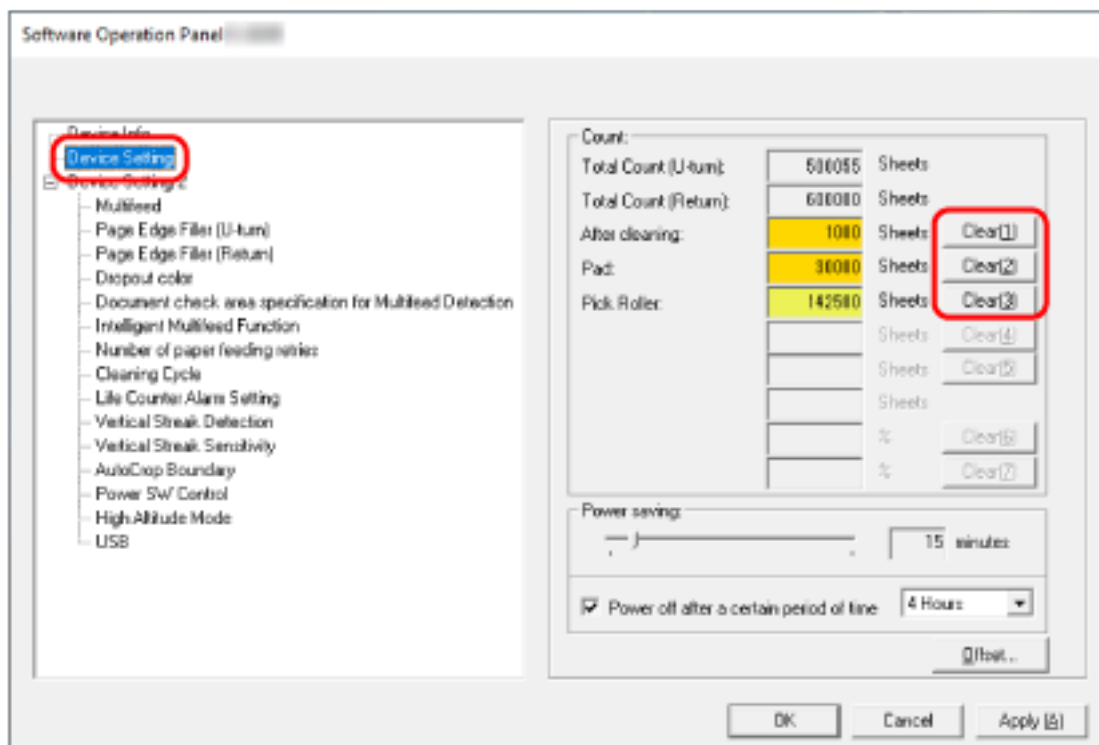 Software Operation Panel
Device Info
Device Setting
Device Setting 2
Multifeed
Page Edge Filler (U-turn)
Page Edge Filler (Return)
Dropout color
Document check area specification for Multifeed Detection
Intelligent Multifeed Function
Number of paper feeding retries
Cleaning Cycle
Life Counter Alarm Setting
Vertical Streak Detection
Vertical Streak Sensitivity
AutoCrop Boundary
Power SW Control
High Altitude Mode
USB
Count:
Total Count (U-turn): 500055 Sheets
Total Count (Return): 600000 Sheets
After cleaning: 1000 Sheets Clear(1)
Pad: 30000 Sheets Clear(2)
Pick Roller: 142500 Sheets Clear(3)
Sheets Clear(4)
Sheets Clear(5)
Sheets
% Clear(6)
% Clear(7)
Power saving:
15 minutes
Power off after a certain period of time 4 Hours
Offset...
OK Cancel Apply (A)